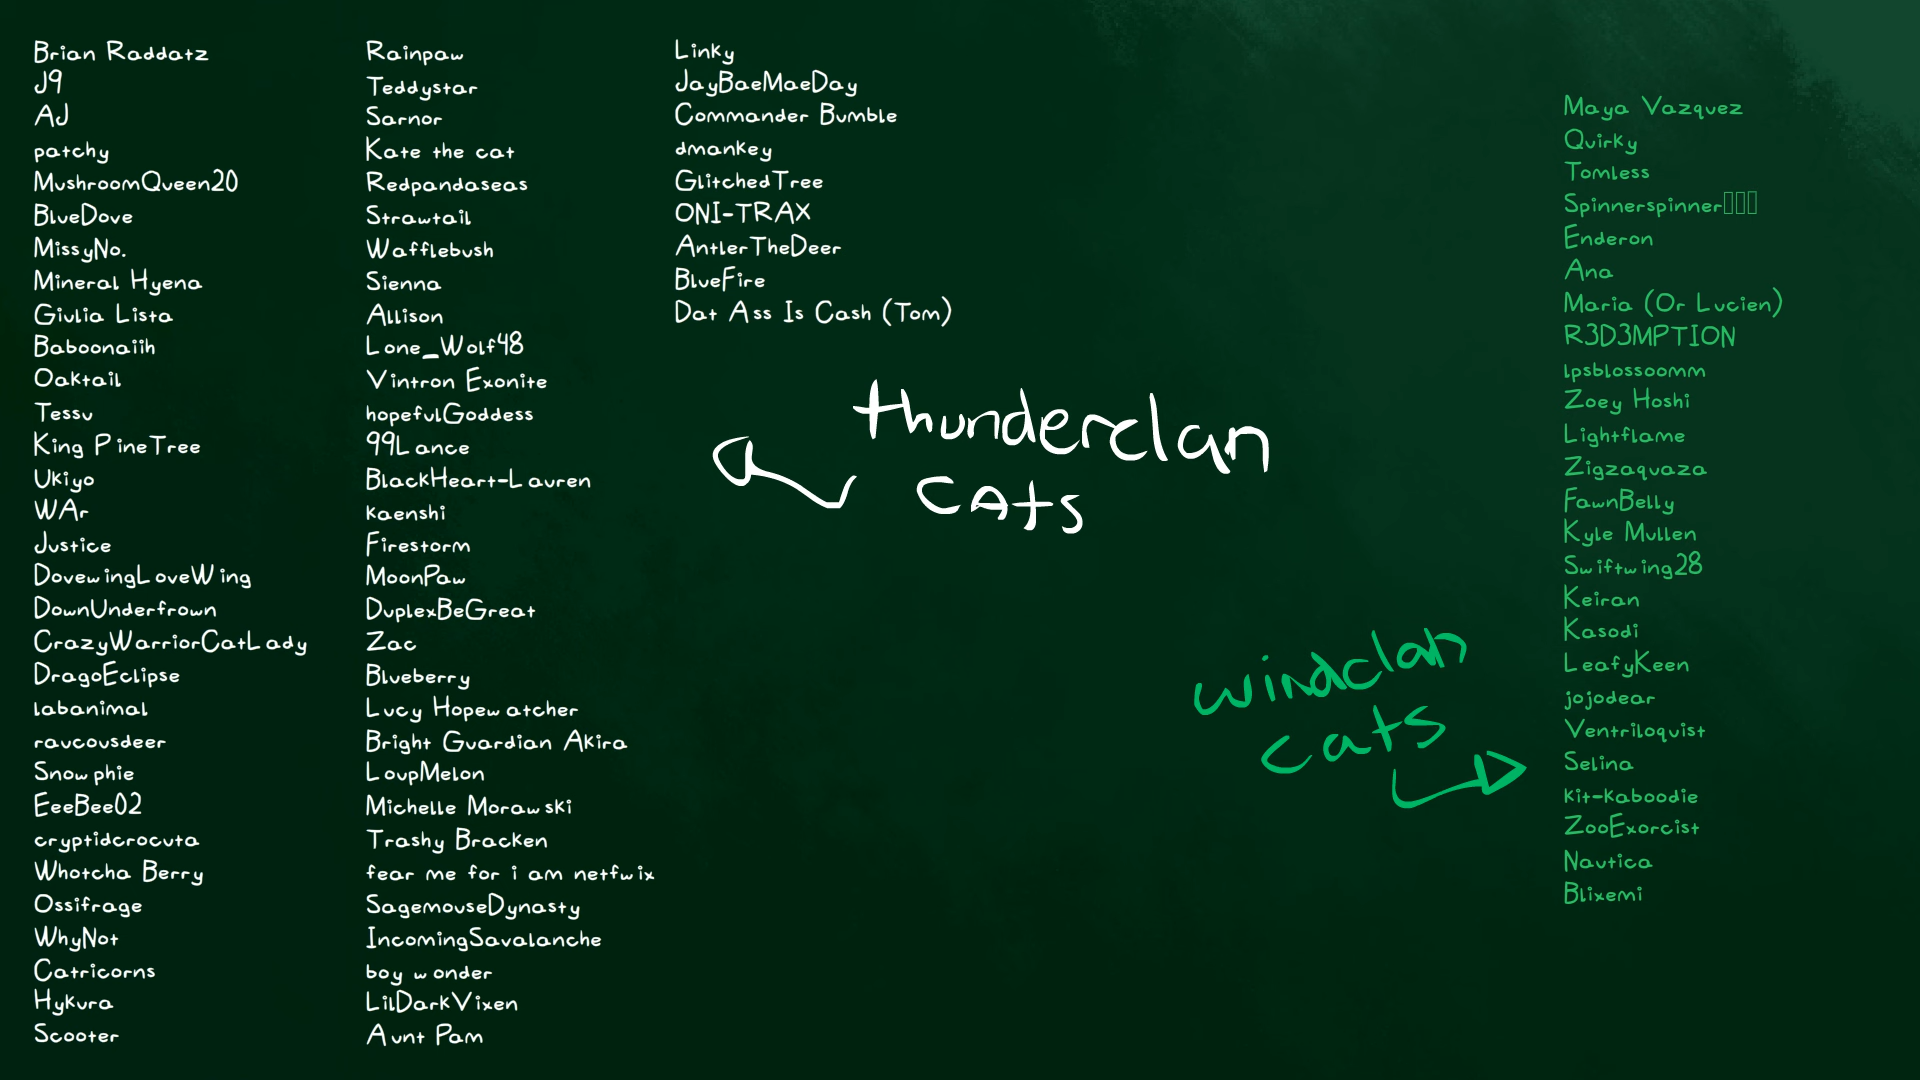 Brian Raddatz
J9
AJ
patchy
MushroomQueen20
BlueDove
MissyNo.
Mineral Hyena
Giulia Lista
Baboonaiih
Oaktail
Tessu
King PineTree
Ukiyo
WAr
Justice
DovewingLoveWing
DownUnderfrown
CrazyWarriorCatLady
DragoEclipse
labanimal
raucousdeer
Snowphie
EeeBee02
cryptidcrocuta
Whotcha Berry
Ossifrage
WhyNot
Catricorns
Hykura
Scooter
Rainpaw
Teddystar
Sarnor
Kate the cat
Redpandaseas
Strawtail
Wafflebush
Sienna
Allison
Lone_Wolf48
Vintron Exonite
hopefulGoddess
99Lance
BlackHeart-Lauren
kaenshi
Firestorm
MoonPaw
DuplexBeGreat
Zac
Blueberry
Lucy Hopewatcher
Bright Guardian Akira
LoupMelon
Michelle Morawski
Trashy Bracken
fear me for i am netfwix
SagemouseDynasty
IncomingSavalanche
boy wonder
LilDarkVixen
Aunt Pam
Linky
JayBaeMaeDay
Commander Bumble
dmankey
GlitchedTree
ONI-TRAX
AntlerTheDeer
BlueFire
Dat Ass Is Cash (Tom)
thunderclan
cats
windclan
cats
Maya Vazquez
Quirky
Tomless
Spinnerspinner
Enderon
Ana
Maria (Or Lucien)
R3D3MPTION
lpsblossoomm
Zoey Hoshi
Lightflame
Zigzaquaza
FawnBelly
Kyle Mullen
Swiftwing28
Keiran
Kasodi
LeafyKeen
jojodear
Ventriloquist
Selina
kit-kaboodie
ZooExorcist
Nautica
Blixemi